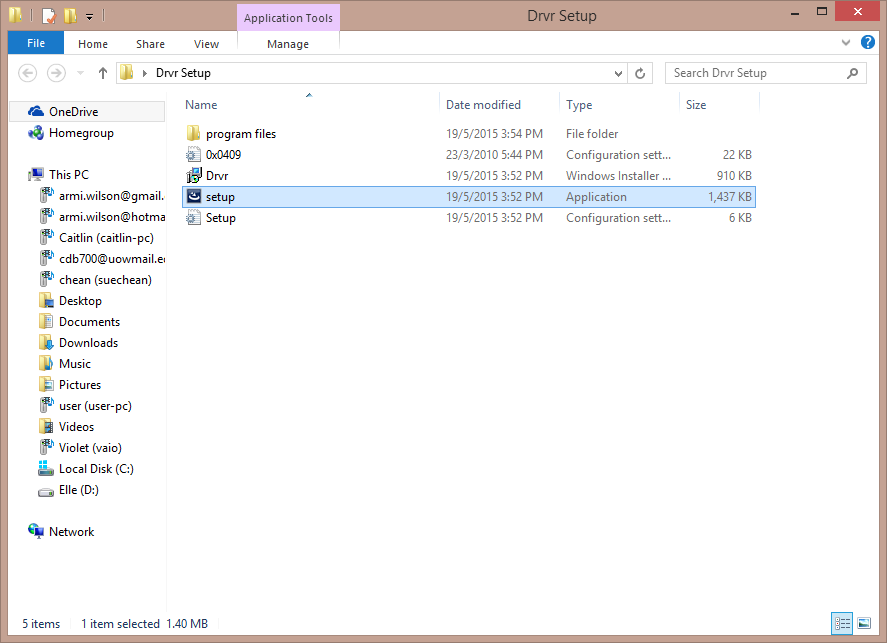 Application Tools
Drvr Setup
File Home Share View Manage
Drvr Setup
Search Drvr Setup
Name Date modified Type Size
program files 19/5/2015 3:54 PM File folder
0x0409 23/3/2010 5:44 PM Configuration sett... 22 KB
Drvr 19/5/2015 3:52 PM Windows Installer ... 910 KB
setup 19/5/2015 3:52 PM Application 1,437 KB
Setup 19/5/2015 3:52 PM Configuration sett... 6 KB
OneDrive
Homegroup
This PC
armi.wilson@gmail.
armi.wilson@hotma
Caitlin (caitlin-pc)
cdb700@uowmail.e
chean (suechean)
Desktop
Documents
Downloads
Music
Pictures
user (user-pc)
Videos
Violet (vaio)
Local Disk (C:)
Elle (D:)
Network
5 items 1 item selected 1.40 MB